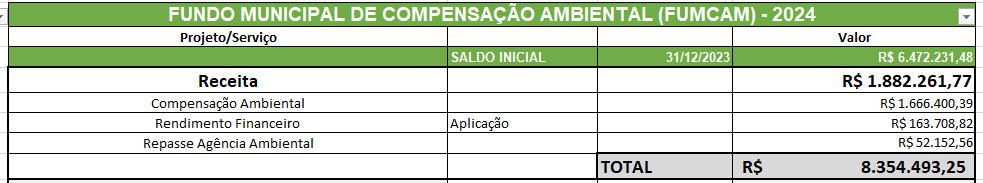 FUNDO MUNICIPAL DE COMPENSAÇÃO AMBIENTAL (FUMCAM) - 2024
Projeto/Serviço Valor
SALDO INICIAL 31/12/2023 R$ 6.472.231,48
Receita R$ 1.882.261,77
Compensação Ambiental R$ 1.666.400,39
Rendimento Financeiro Aplicação R$ 163.708,82
Repasse Agência Ambiental R$ 52.152,56
TOTAL R$ 8.354.493,25